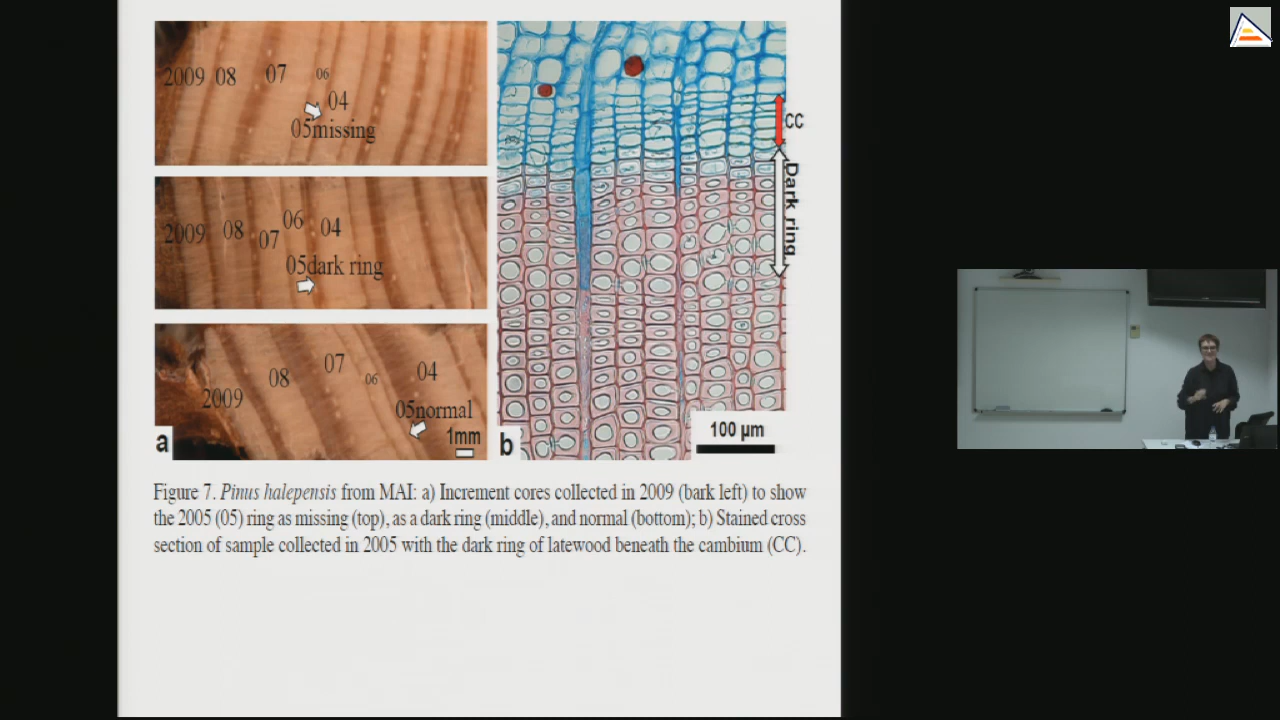 2009 08 07 06
04
05missing
2009 08 07 06 04
05dark ring
2009 08 07 06 04
05normal
1mm
a
CC
Dark ring
b
100 µm
Figure 7. Pinus halepensis from MAI: a) Increment cores collected in 2009 (bark left) to show
the 2005 (05) ring as missing (top), as a dark ring (middle), and normal (bottom); b) Stained cross
section of sample collected in 2005 with the dark ring of latewood beneath the cambium (CC).